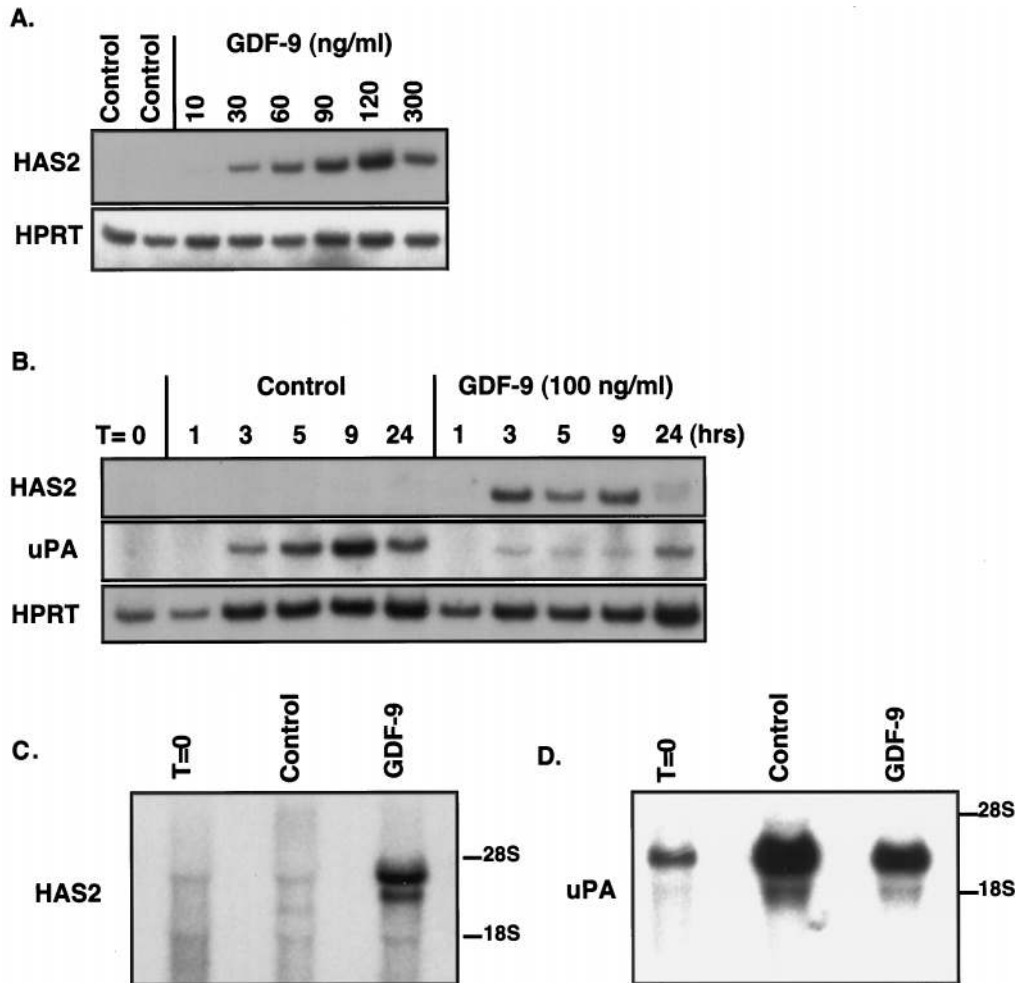 A.
GDF-9 (ng/ml)
Control Control 10 30 60 90 120 300
HAS2
HPRT
B.
Control GDF-9 (100 ng/ml)
T= 0 1 3 5 9 24 1 3 5 9 24 (hrs)
HAS2
uPA
HPRT
C.
T=0 Control GDF-9
28S
HAS2
18S
D.
T=0 Control GDF-9
28S
uPA
18S